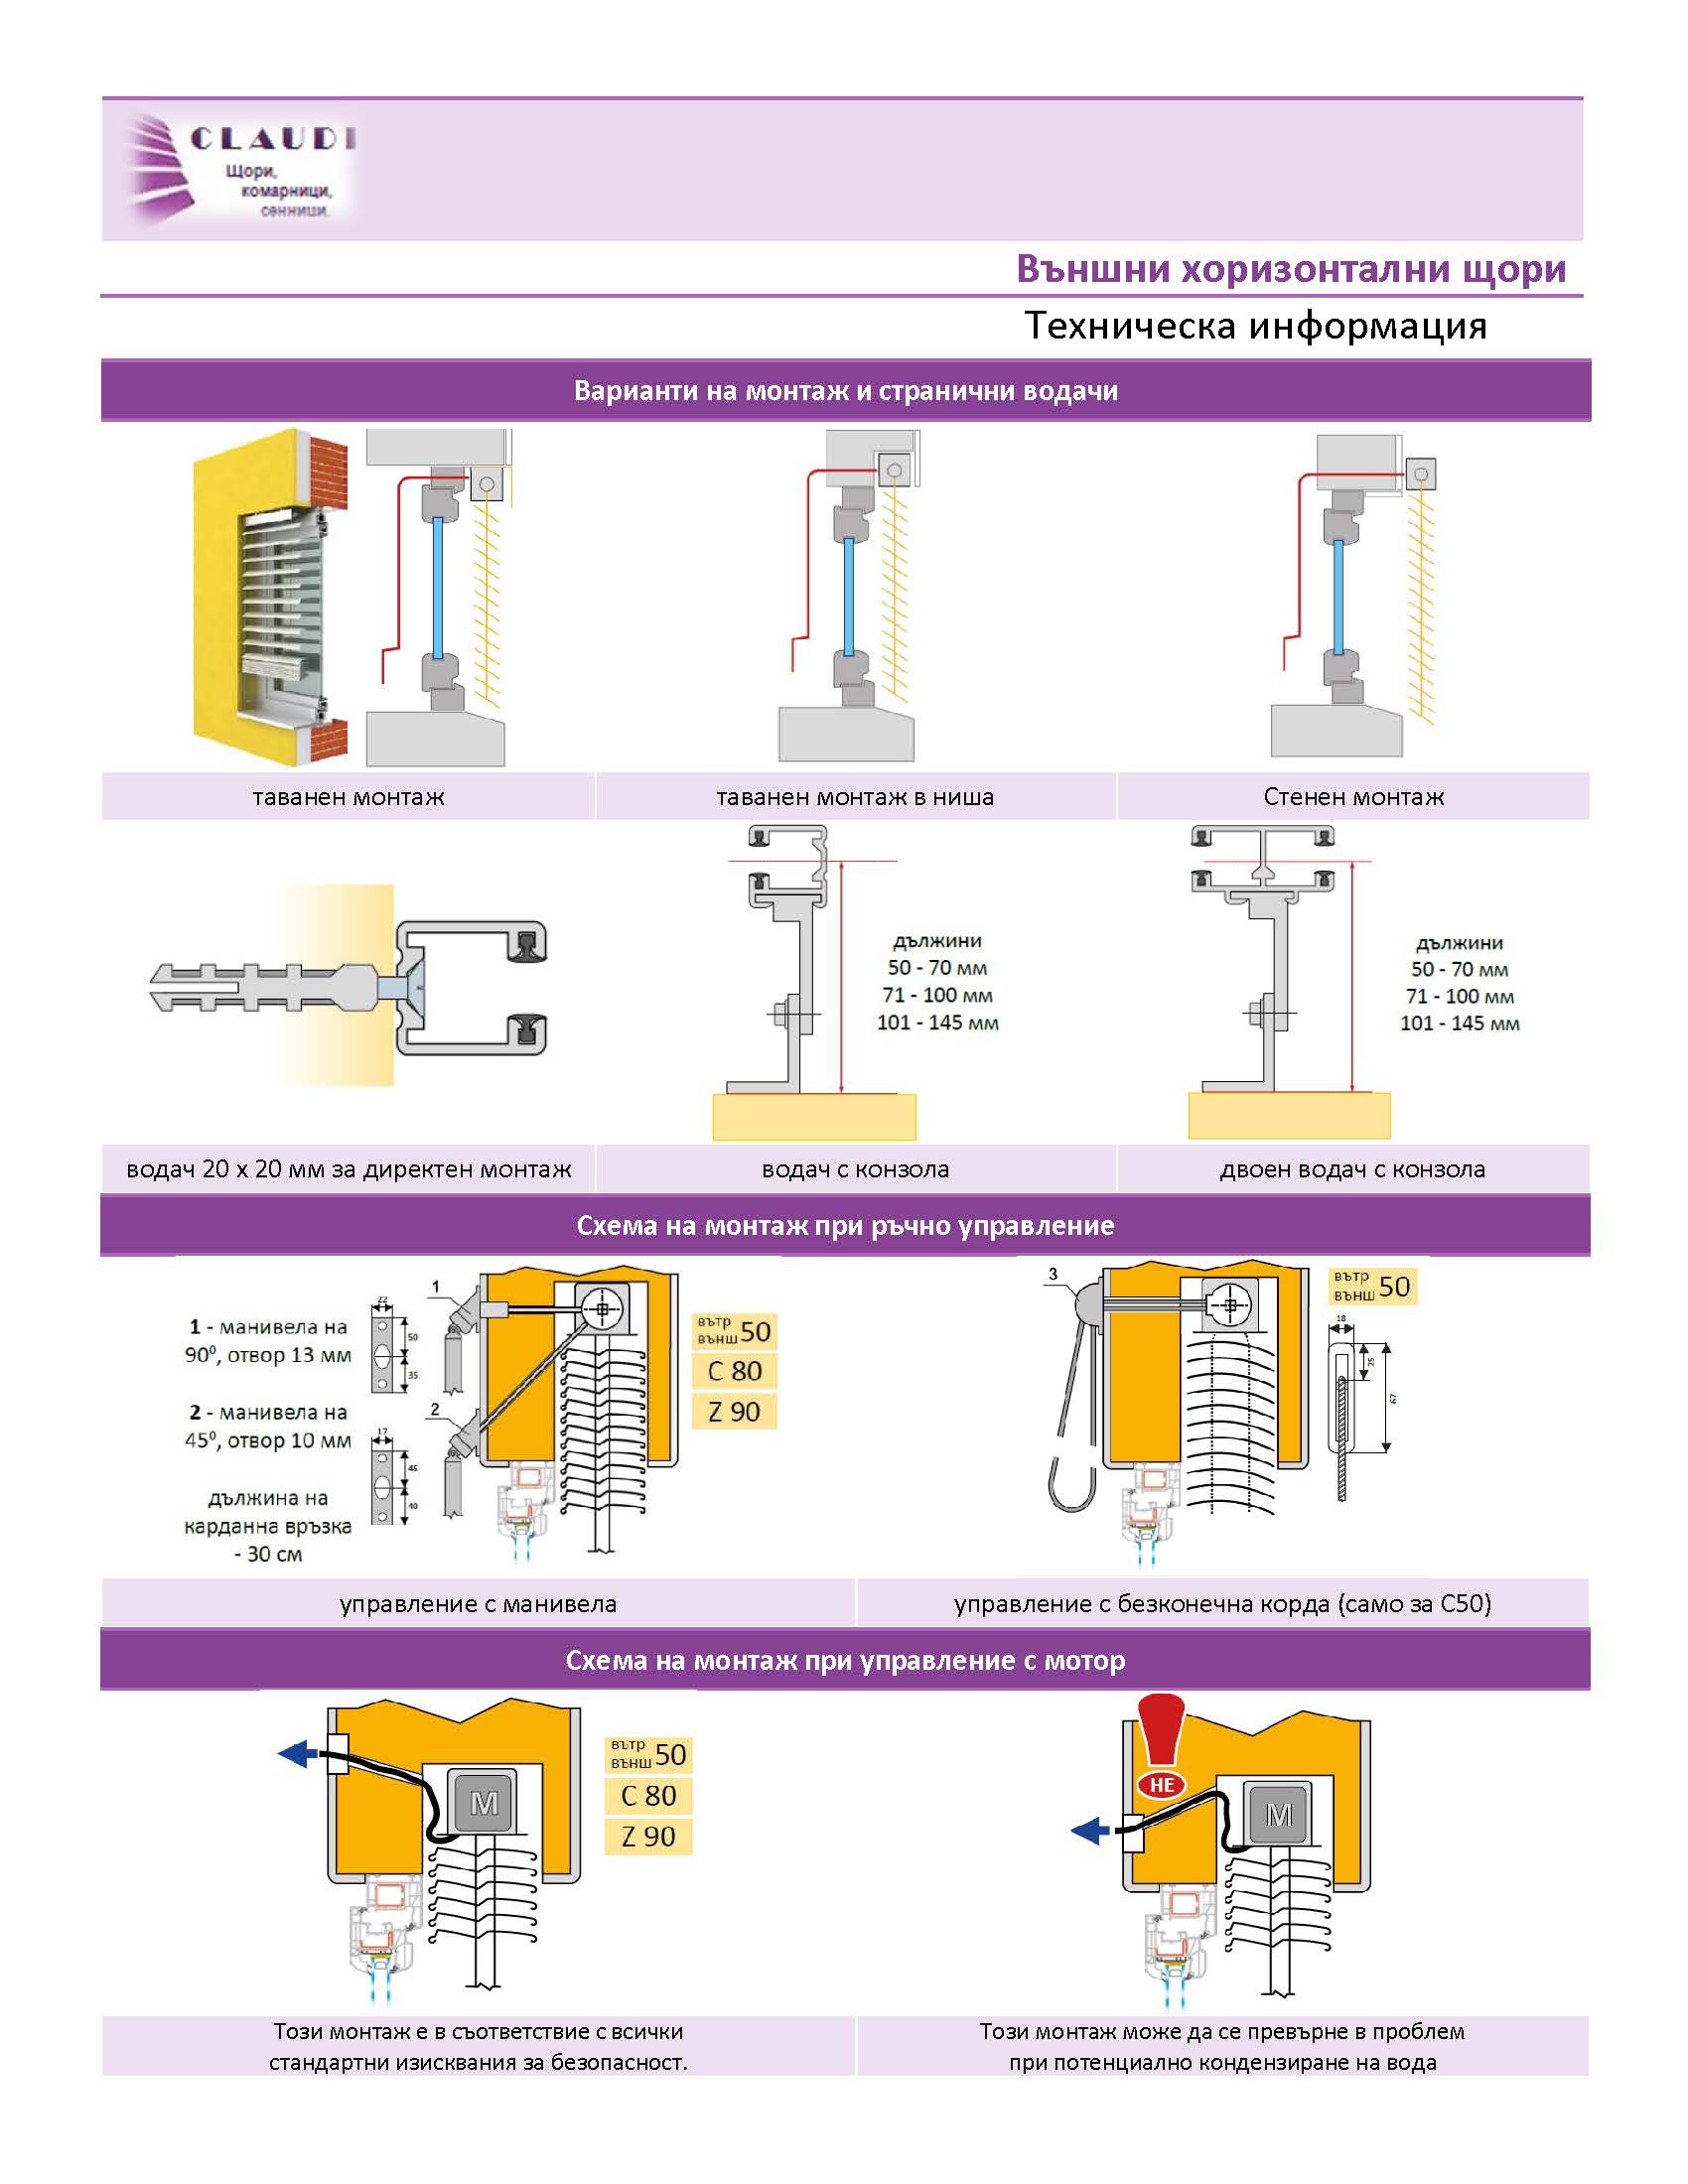 CLAUDI
Щори,
комарници,
сенници.
Външни хоризонтални щори
Техническа информация
Варианти на монтаж и странични водачи
таванен монтаж
таванен монтаж в ниша
Стенен монтаж
дължини
50 - 70 мм
71 - 100 мм
101 - 145 мм
дължини
50 - 70 мм
71 - 100 мм
101 - 145 мм
водач 20 х 20 мм за директен монтаж
водач с конзола
двоен водач с конзола
Схема на монтаж при ръчно управление
1 - манивела на
90⁰, отвор 13 мм
2 - манивела на
45⁰, отвор 10 мм
дължина на
карданна връзка
- 30 см
22
50
35
17
45
40
1
2
вътр
външ 50
C 80
Z 90
3
вътр
външ 50
18
25
67
управление с манивела
управление с безконечна корда (само за С50)
Схема на монтаж при управление с мотор
M
вътр
външ 50
C 80
Z 90
НЕ
M
Този монтаж е в съответствие с всички
стандартни изисквания за безопасност.
Този монтаж може да се превърне в проблем
при потенциално кондензиране на вода